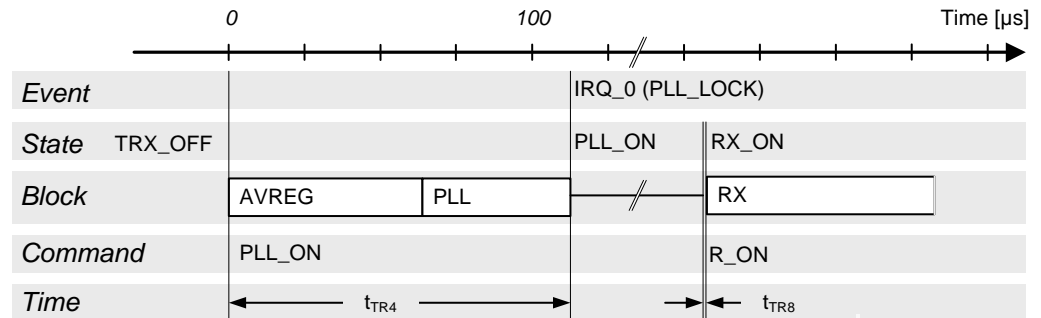 0 100 Time [µs]
Event IRQ_0 (PLL_LOCK)
State TRX_OFF PLL_ON RX_ON
Block AVREG PLL RX
Command PLL_ON R_ON
Time tTR4 tTR8